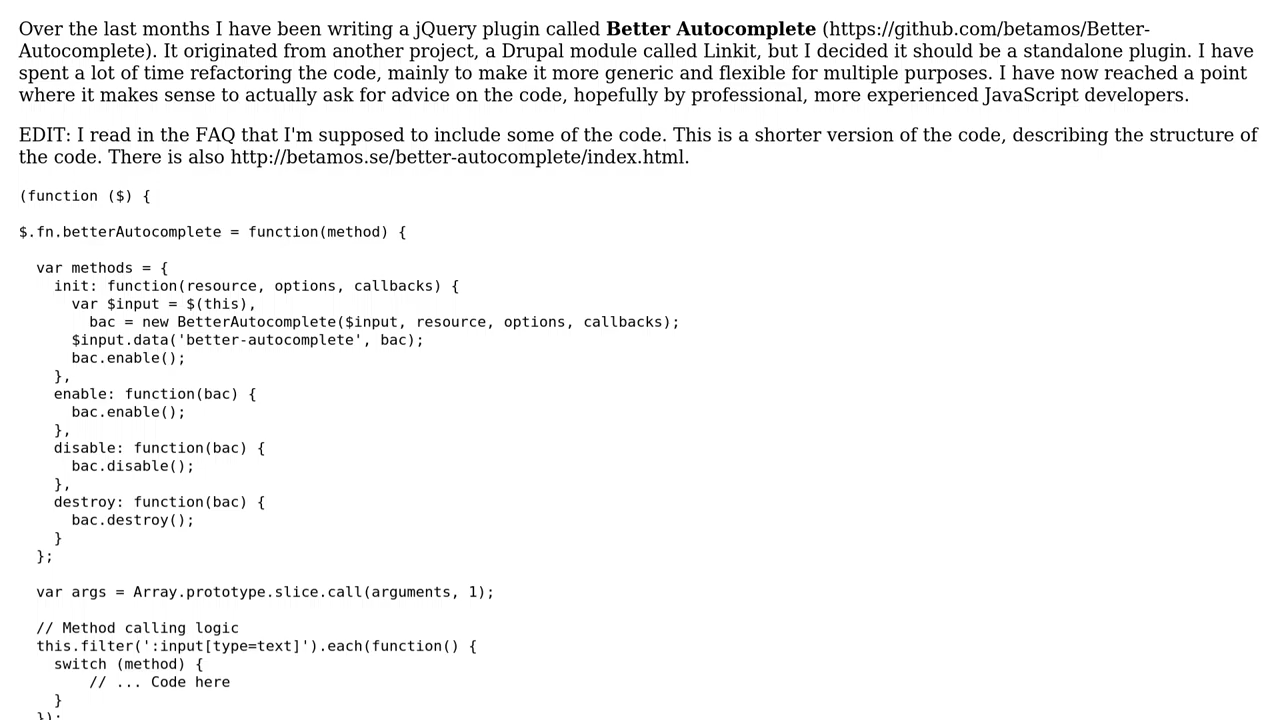 Over the last months I have been writing a jQuery plugin called Better Autocomplete (https://github.com/betamos/Better-
Autocomplete). It originated from another project, a Drupal module called Linkit, but I decided it should be a standalone plugin. I have
spent a lot of time refactoring the code, mainly to make it more generic and flexible for multiple purposes. I have now reached a point
where it makes sense to actually ask for advice on the code, hopefully by professional, more experienced JavaScript developers.
EDIT: I read in the FAQ that I'm supposed to include some of the code. This is a shorter version of the code, describing the structure of
the code. There is also http://betamos.se/better-autocomplete/index.html.
(function ($) {
$.fn.betterAutocomplete = function(method) {
  var methods = {
    init: function(resource, options, callbacks) {
      var $input = $(this),
        bac = new BetterAutocomplete($input, resource, options, callbacks);
      $input.data('better-autocomplete', bac);
      bac.enable();
    },
    enable: function(bac) {
      bac.enable();
    },
    disable: function(bac) {
      bac.disable();
    },
    destroy: function(bac) {
      bac.destroy();
    }
  };
  var args = Array.prototype.slice.call(arguments, 1);
  // Method calling logic
  this.filter(':input[type=text]').each(function() {
    switch (method) {
        // ... Code here
    }
  });